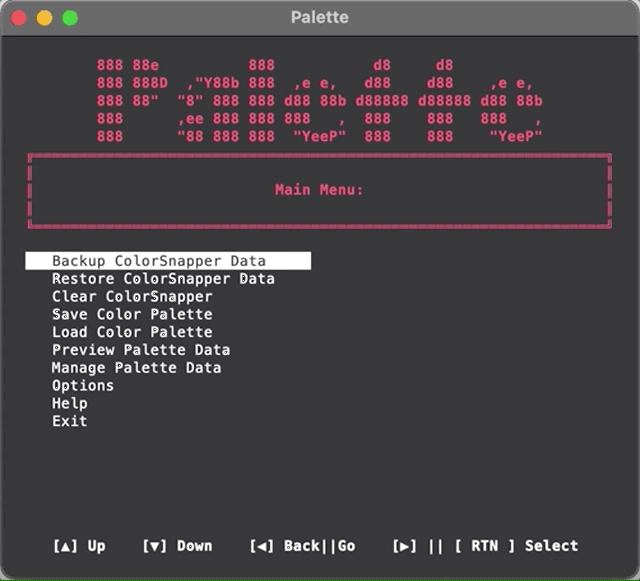 Palette
888 88e          888           d8     d8
888 888D  ,"Y88b 888  ,e e,   d88    d88    ,e e,
888 88"  "8" 888 888 d88 88b d88888 d88888 d88 88b
888      ,ee 888 888 888   ,  888    888   888   ,
888      "88 888 888  "YeeP"  888    888    "YeeP"
Main Menu:
Backup ColorSnapper Data
Restore ColorSnapper Data
Clear ColorSnapper
Save Color Palette
Load Color Palette
Preview Palette Data
Manage Palette Data
Options
Help
Exit
[▲] Up    [▼] Down    [◀] Back||Go    [▶] || [ RTN ] Select